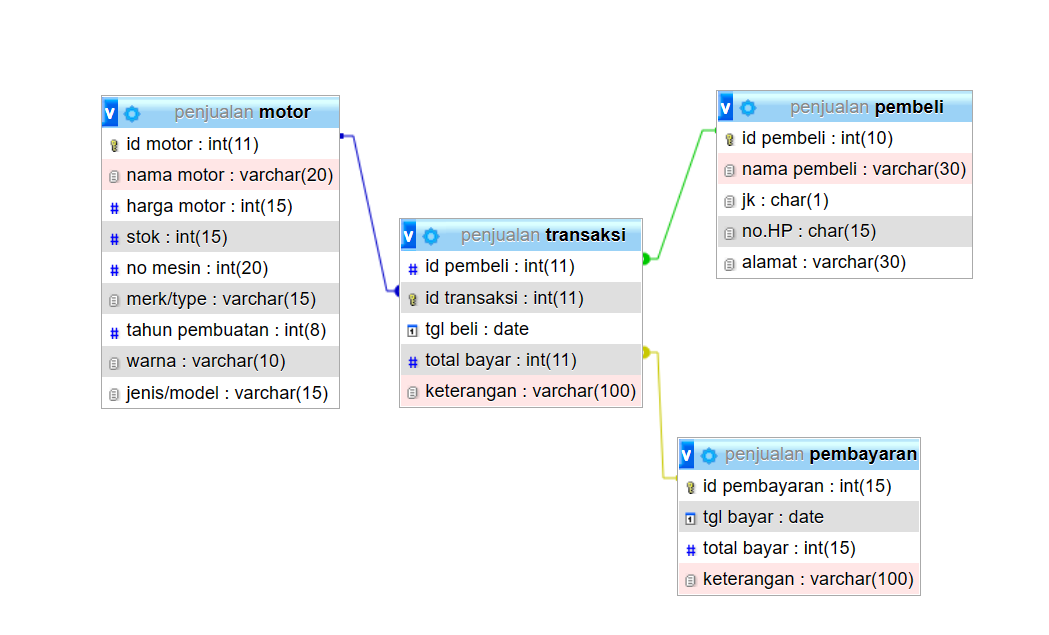 v penjualan motor
id motor : int(11)
nama motor : varchar(20)
harga motor : int(15)
stok : int(15)
no mesin : int(20)
merk/type : varchar(15)
tahun pembuatan : int(8)
warna : varchar(10)
jenis/model : varchar(15)
v penjualan transaksi
id pembeli : int(11)
id transaksi : int(11)
tgl beli : date
total bayar : int(11)
keterangan : varchar(100)
v penjualan pembeli
id pembeli : int(10)
nama pembeli : varchar(30)
jk : char(1)
no.HP : char(15)
alamat : varchar(30)
v penjualan pembayaran
id pembayaran : int(15)
tgl bayar : date
total bayar : int(15)
keterangan : varchar(100)